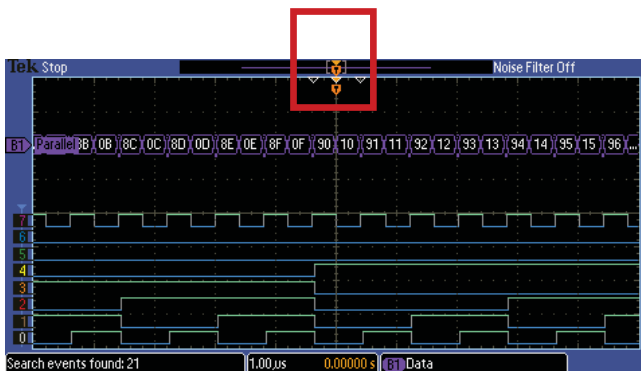 Tek Stop Noise Filter Off
T
T
B1 Parallel 8B 0B 8C 0C 8D 0D 8E 0E 8F 0F 90 10 91 11 92 12 93 13 94 14 95 15 96 ...
7
6
5
4
3
2
1
0
Search events found: 21 1.00µs 0.00000 s B1 Data